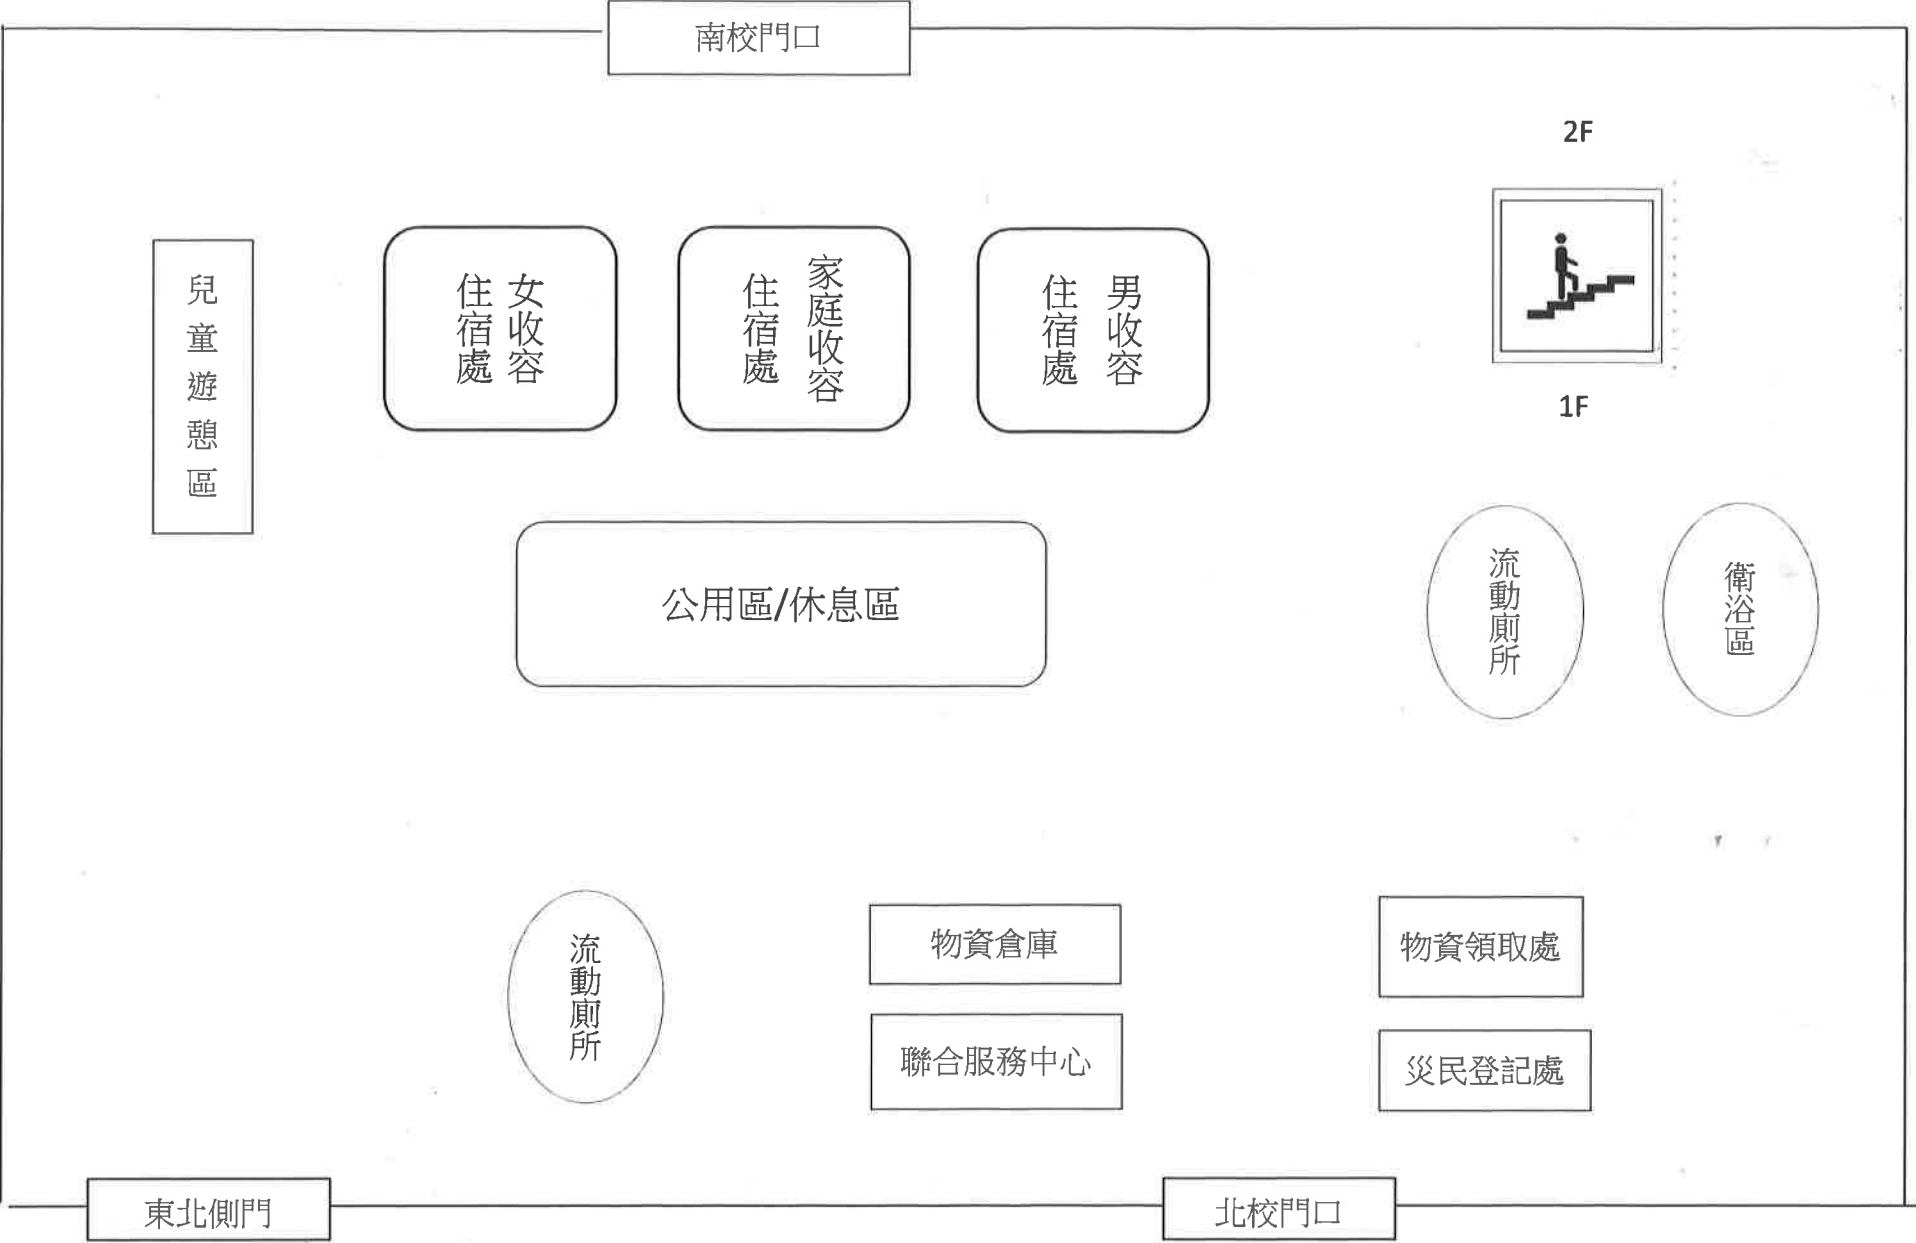 南校門口
2F
1F
兒童遊憩區
女收容
住宿處
家庭收容
住宿處
男收容
住宿處
公用區/休息區
流動廁所
衛浴區
流動廁所
物資倉庫
物資領取處
聯合服務中心
災民登記處
東北側門
北校門口